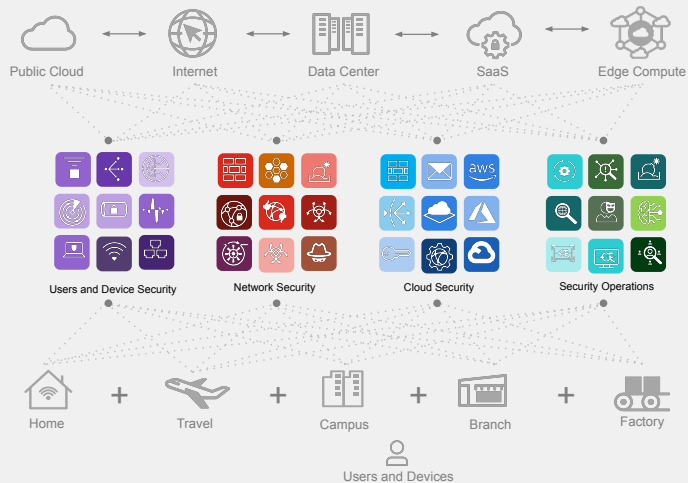 Public Cloud
Internet
Data Center
SaaS
Edge Compute
aws
Users and Device Security
Network Security
Cloud Security
Security Operations
Home
Travel
Campus
Branch
Factory
Users and Devices